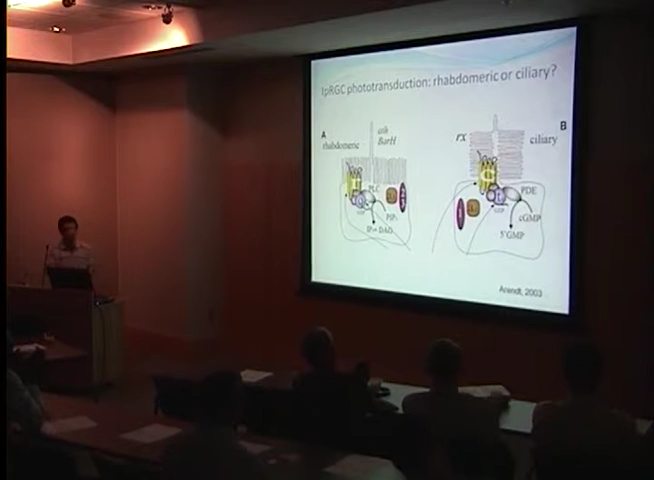 IpRGC phototransduction: rhabdomeric or ciliary?
A
rhabdomeric
ath
BarH
PLC
PIP₂
IP₃+ DAG
rx
B
ciliary
PDE
cGMP
5'GMP
Arendt, 2003